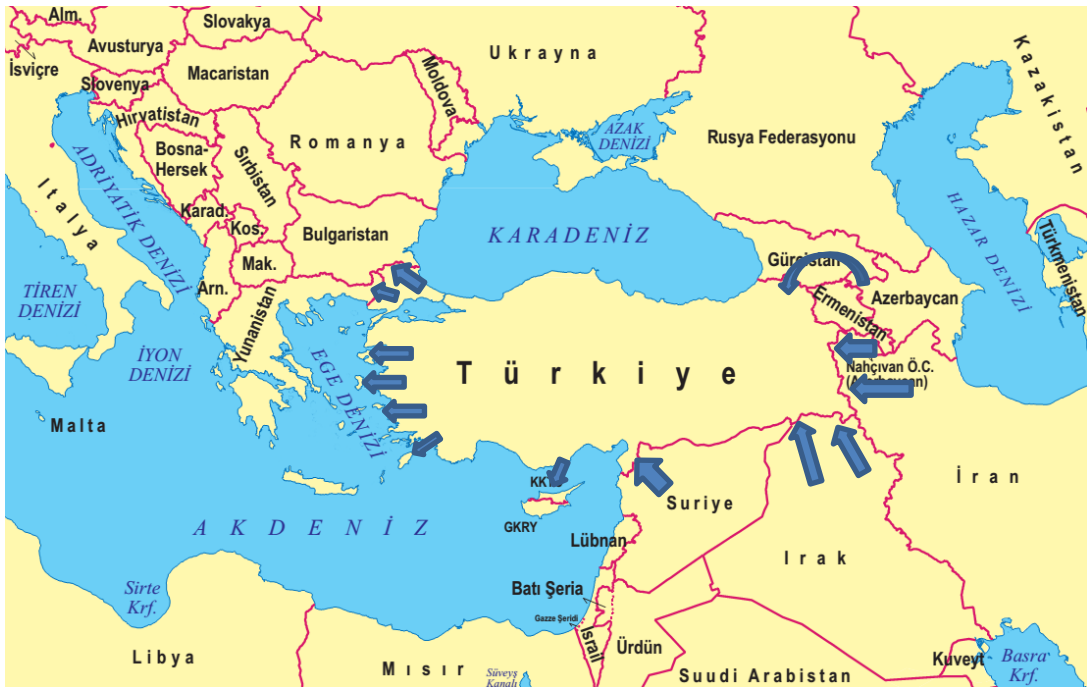 Alm.
Slovakya
Avusturya
İsviçre
Macaristan
Slovenya
Hırvatistan
Bosna-
Hersek
Sırbistan
Romanya
Moldova
Ukrayna
AZAK
DENİZİ
Rusya Federasyonu
Kazakistan
İtalya
ADRİYATİK DENİZİ
Karad.
Kos.
Mak.
Arn.
Bulgaristan
KARADENİZ
Gürcistan
Ermenistan
Azerbaycan
HAZAR DENİZİ
Türkmenistan
TİREN
DENİZİ
İYON
DENİZİ
Yunanistan
EGE DENİZİ
Türkiye
Nahçıvan Ö.C.
(Azerbaycan)
Malta
AKDENİZ
GKRY
Suriye
Lübnan
Irak
İran
Sirte
Krf.
Batı Şeria
Gazze Şeridi
İsrail
Ürdün
Libya
Mısır
Süveyş
Kanalı
Suudi Arabistan
Kuveyt
Basra
Krf.